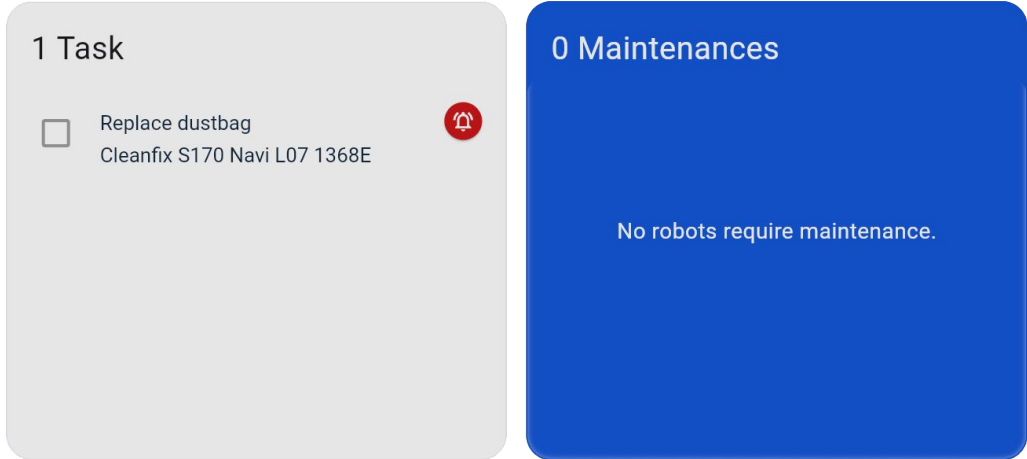 1 Task
Replace dustbag
Cleanfix S170 Navi L07 1368E
0 Maintenances
No robots require maintenance.